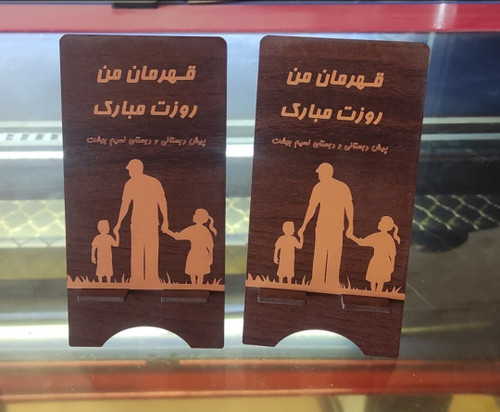 قهرمان من
روزت مبارک
پیش دبستانی و دبستان نسیم بهشت
قهرمان من
روزت مبارک
پیش دبستانی و دبستان نسیم بهشت